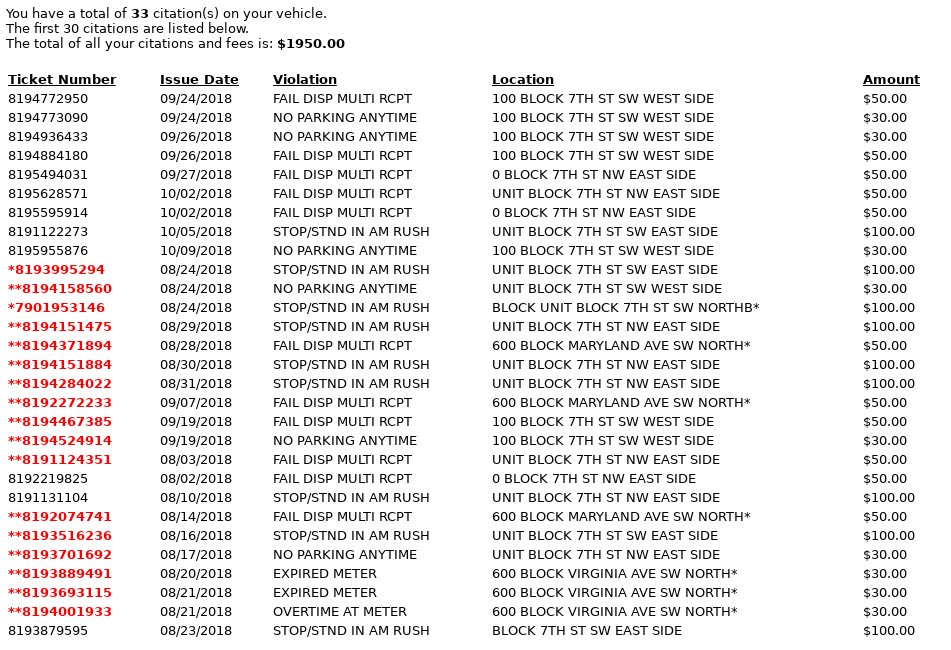 You have a total of 33 citation(s) on your vehicle.
The first 30 citations are listed below.
The total of all your citations and fees is: $1950.00
Ticket Number Issue Date Violation Location Amount
8194772950 09/24/2018 FAIL DISP MULTI RCPT 100 BLOCK 7TH ST SW WEST SIDE $50.00
8194773090 09/24/2018 NO PARKING ANYTIME 100 BLOCK 7TH ST SW WEST SIDE $30.00
8194936433 09/26/2018 NO PARKING ANYTIME 100 BLOCK 7TH ST SW WEST SIDE $30.00
8194884180 09/26/2018 FAIL DISP MULTI RCPT 100 BLOCK 7TH ST SW WEST SIDE $50.00
8195494031 09/27/2018 FAIL DISP MULTI RCPT 0 BLOCK 7TH ST NW EAST SIDE $50.00
8195628571 10/02/2018 FAIL DISP MULTI RCPT UNIT BLOCK 7TH ST NW EAST SIDE $50.00
8195595914 10/02/2018 FAIL DISP MULTI RCPT 0 BLOCK 7TH ST NW EAST SIDE $50.00
8191122273 10/05/2018 STOP/STND IN AM RUSH UNIT BLOCK 7TH ST SW EAST SIDE $100.00
8195955876 10/09/2018 NO PARKING ANYTIME 100 BLOCK 7TH ST SW WEST SIDE $30.00
*8193995294 08/24/2018 STOP/STND IN AM RUSH UNIT BLOCK 7TH ST SW EAST SIDE $100.00
**8194158560 08/24/2018 NO PARKING ANYTIME UNIT BLOCK 7TH ST SW WEST SIDE $30.00
*7901953146 08/24/2018 STOP/STND IN AM RUSH BLOCK UNIT BLOCK 7TH ST SW NORTHB* $100.00
**8194151475 08/29/2018 STOP/STND IN AM RUSH UNIT BLOCK 7TH ST NW EAST SIDE $100.00
**8194371894 08/28/2018 FAIL DISP MULTI RCPT 600 BLOCK MARYLAND AVE SW NORTH* $50.00
**8194151884 08/30/2018 STOP/STND IN AM RUSH UNIT BLOCK 7TH ST NW EAST SIDE $100.00
**8194284022 08/31/2018 STOP/STND IN AM RUSH UNIT BLOCK 7TH ST NW EAST SIDE $100.00
**8192272233 09/07/2018 FAIL DISP MULTI RCPT 600 BLOCK MARYLAND AVE SW NORTH* $50.00
**8194467385 09/19/2018 FAIL DISP MULTI RCPT 100 BLOCK 7TH ST SW WEST SIDE $50.00
**8194524914 09/19/2018 NO PARKING ANYTIME 100 BLOCK 7TH ST SW WEST SIDE $30.00
**8191124351 08/03/2018 FAIL DISP MULTI RCPT UNIT BLOCK 7TH ST NW EAST SIDE $50.00
8192219825 08/02/2018 FAIL DISP MULTI RCPT 0 BLOCK 7TH ST NW EAST SIDE $50.00
8191131104 08/10/2018 STOP/STND IN AM RUSH UNIT BLOCK 7TH ST NW EAST SIDE $100.00
**8192074741 08/14/2018 FAIL DISP MULTI RCPT 600 BLOCK MARYLAND AVE SW NORTH* $50.00
**8193516236 08/16/2018 STOP/STND IN AM RUSH UNIT BLOCK 7TH ST SW EAST SIDE $100.00
**8193701692 08/17/2018 NO PARKING ANYTIME UNIT BLOCK 7TH ST NW EAST SIDE $30.00
**8193889491 08/20/2018 EXPIRED METER 600 BLOCK VIRGINIA AVE SW NORTH* $30.00
**8193693115 08/21/2018 EXPIRED METER 600 BLOCK VIRGINIA AVE SW NORTH* $30.00
**8194001933 08/21/2018 OVERTIME AT METER 600 BLOCK VIRGINIA AVE SW NORTH* $30.00
8193879595 08/23/2018 STOP/STND IN AM RUSH BLOCK 7TH ST SW EAST SIDE $100.00